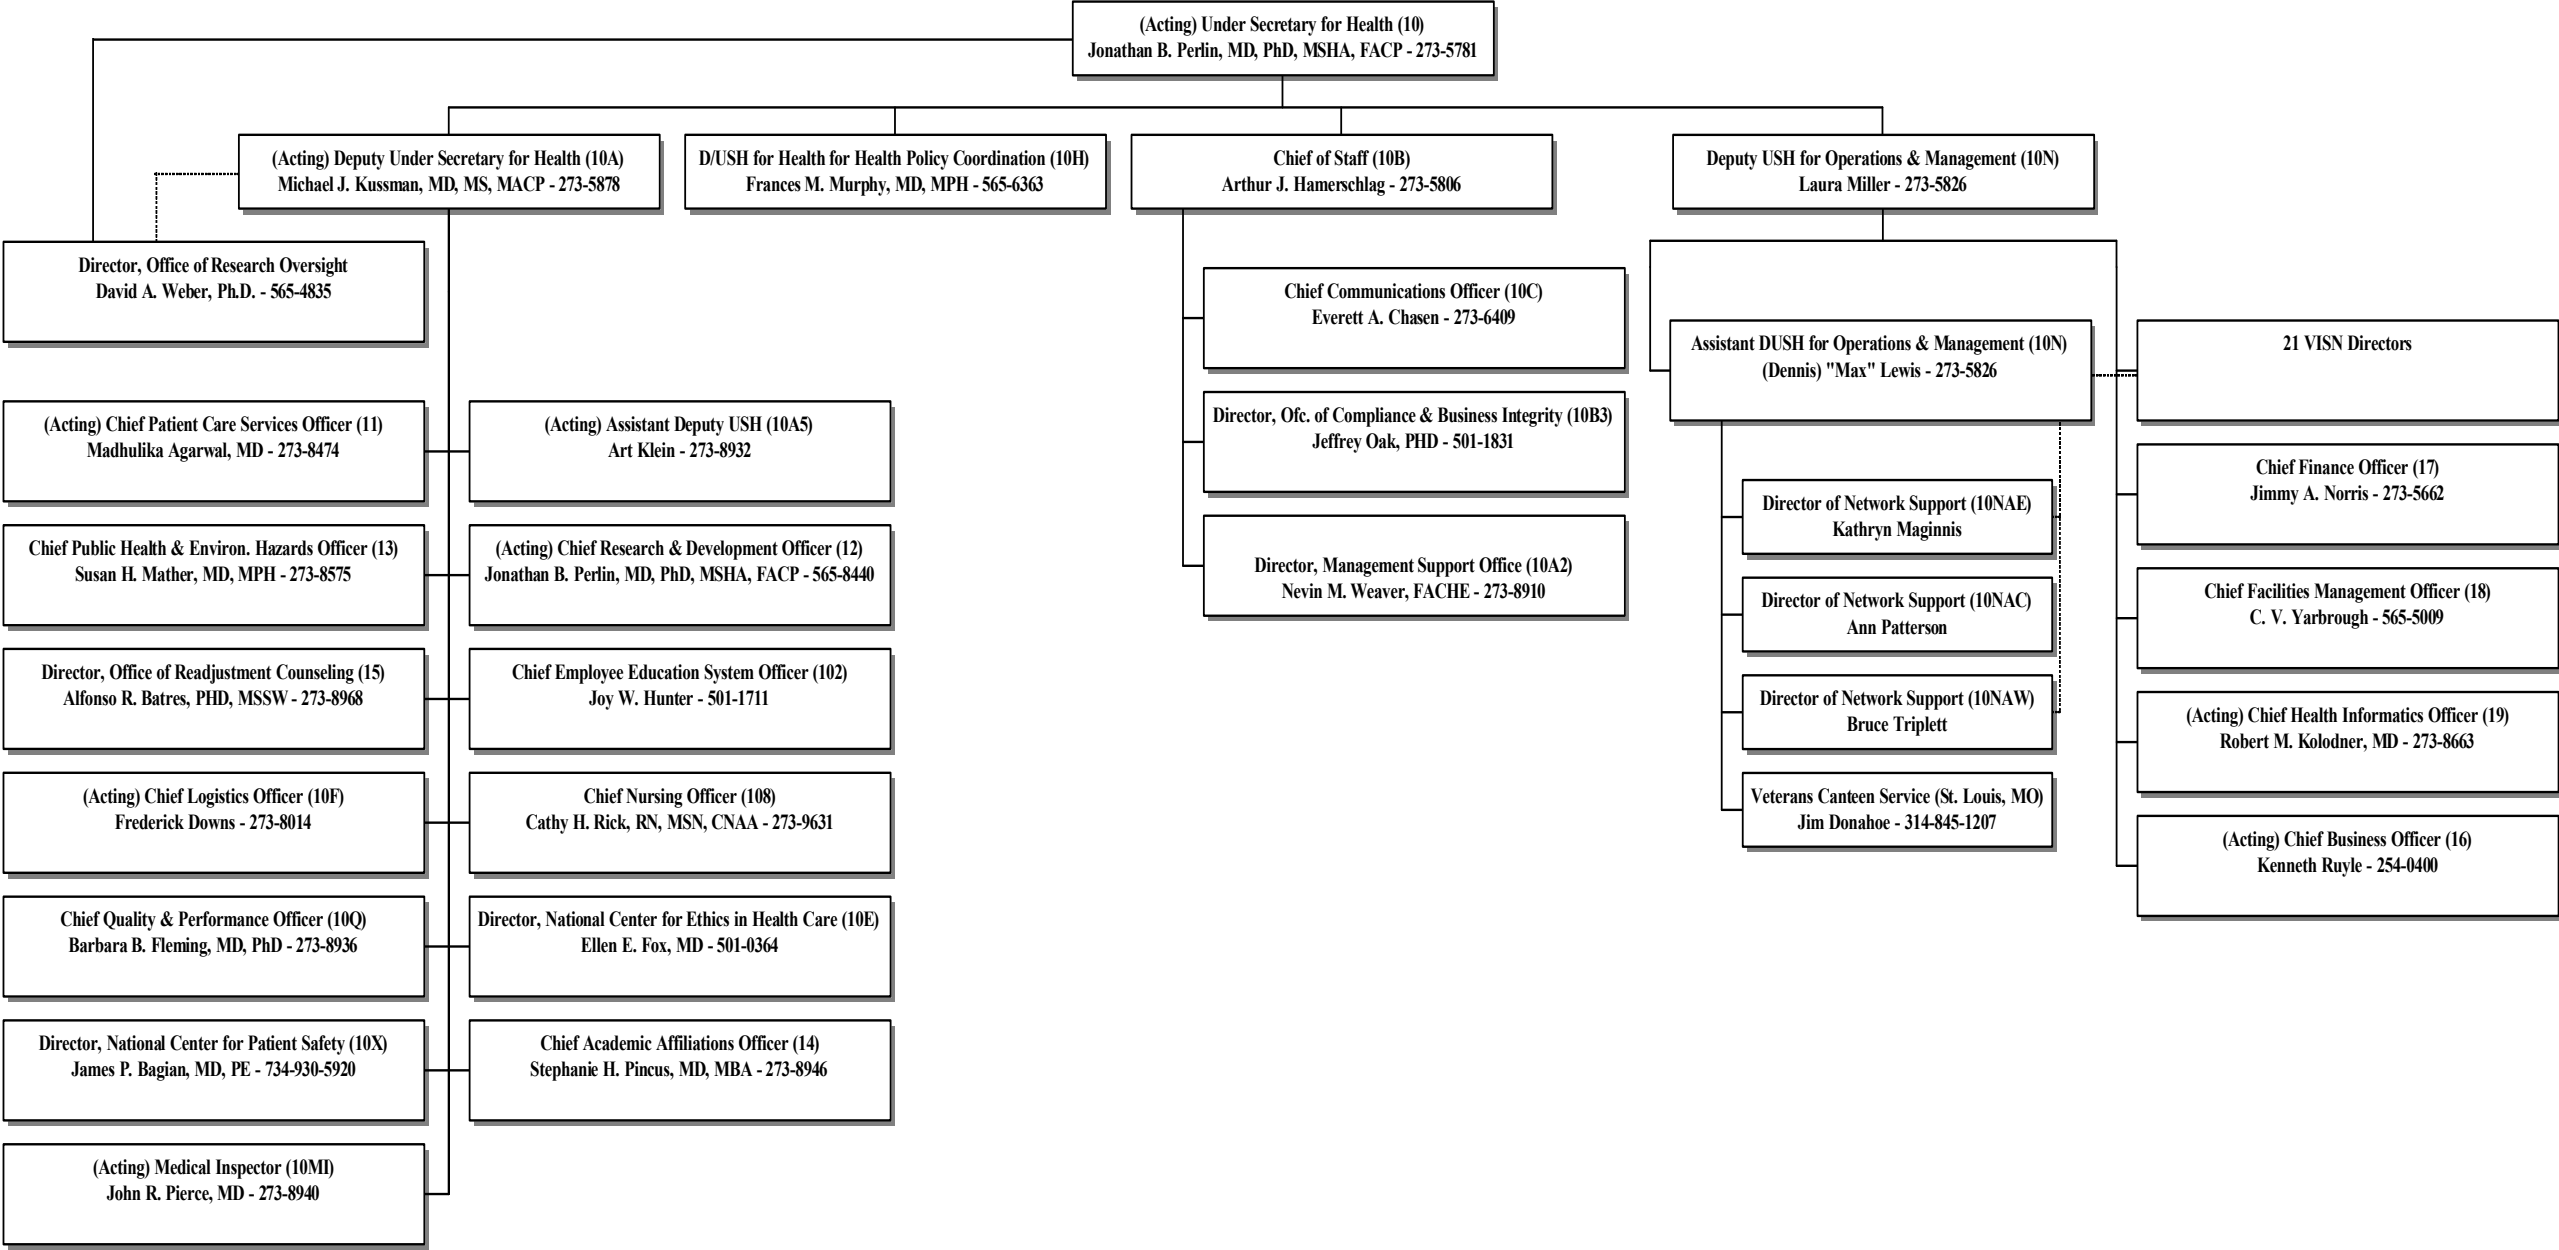 (Acting) Under Secretary for Health (10)
Jonathan B. Perlin, MD, PhD, MSHA, FACP - 273-5781
(Acting) Deputy Under Secretary for Health (10A)
Michael J. Kussman, MD, MS, MACP - 273-5878
D/USH for Health for Health Policy Coordination (10H)
Frances M. Murphy, MD, MPH - 565-6363
Chief of Staff (10B)
Arthur J. Hamerschlag - 273-5806
Deputy USH for Operations & Management (10N)
Laura Miller - 273-5826
Director, Office of Research Oversight
David A. Weber, Ph.D. - 565-4835
(Acting) Chief Patient Care Services Officer (11)
Madhulika Agarwal, MD - 273-8474
(Acting) Assistant Deputy USH (10A5)
Art Klein - 273-8932
Chief Public Health & Environ. Hazards Officer (13)
Susan H. Mather, MD, MPH - 273-8575
(Acting) Chief Research & Development Officer (12)
Jonathan B. Perlin, MD, PhD, MSHA, FACP - 565-8440
Director, Office of Readjustment Counseling (15)
Alfonso R. Batres, PHD, MSSW - 273-8968
Chief Employee Education System Officer (102)
Joy W. Hunter - 501-1711
(Acting) Chief Logistics Officer (10F)
Frederick Downs - 273-8014
Chief Nursing Officer (108)
Cathy H. Rick, RN, MSN, CNAA - 273-9631
Chief Quality & Performance Officer (10Q)
Barbara B. Fleming, MD, PhD - 273-8936
Director, National Center for Ethics in Health Care (10E)
Ellen E. Fox, MD - 501-0364
Director, National Center for Patient Safety (10X)
James P. Bagian, MD, PE - 734-930-5920
Chief Academic Affiliations Officer (14)
Stephanie H. Pincus, MD, MBA - 273-8946
(Acting) Medical Inspector (10MI)
John R. Pierce, MD - 273-8940
Chief Communications Officer (10C)
Everett A. Chasen - 273-6409
Director, Ofc. of Compliance & Business Integrity (10B3)
Jeffrey Oak, PHD - 501-1831
Director, Management Support Office (10A2)
Nevin M. Weaver, FACHE - 273-8910
Assistant DUSH for Operations & Management (10N)
(Dennis) "Max" Lewis - 273-5826
Director of Network Support (10NAE)
Kathryn Maginnis
Director of Network Support (10NAC)
Ann Patterson
Director of Network Support (10NAW)
Bruce Triplett
Veterans Canteen Service (St. Louis, MO)
Jim Donahoe - 314-845-1207
21 VISN Directors
Chief Finance Officer (17)
Jimmy A. Norris - 273-5662
Chief Facilities Management Officer (18)
C. V. Yarbrough - 565-5009
(Acting) Chief Health Informatics Officer (19)
Robert M. Kolodner, MD - 273-8663
(Acting) Chief Business Officer (16)
Kenneth Ruyle - 254-0400